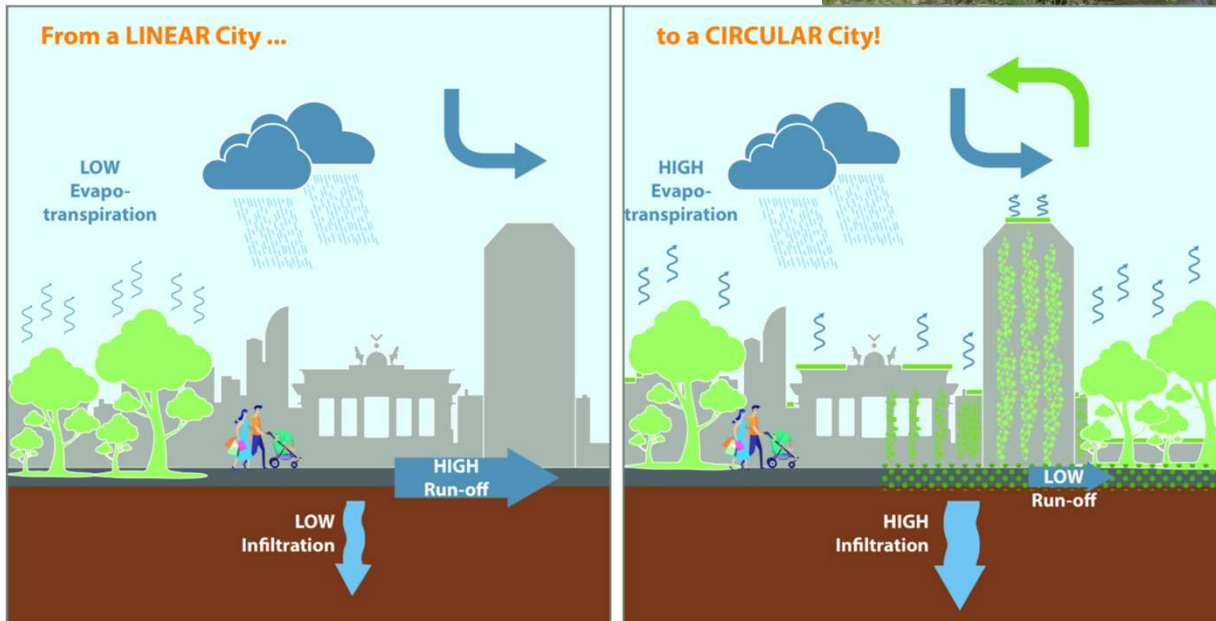 From a LINEAR City ...
LOW
Evapo-
transpiration
HIGH
Run-off
LOW
Infiltration
to a CIRCULAR City!
HIGH
Evapo-
transpiration
LOW
Run-off
HIGH
Infiltration